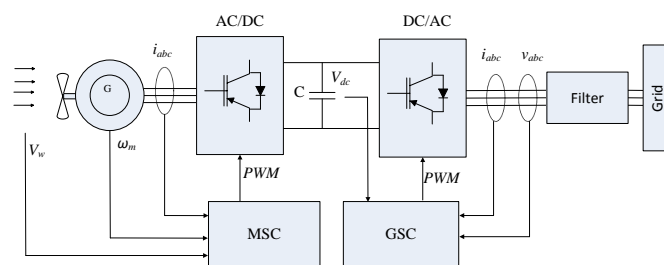 AC/DC
DC/AC
i_abc
i_abc
v_abc
G
C
V_dc
Filter
Grid
V_w
ω_m
PWM
PWM
MSC
GSC